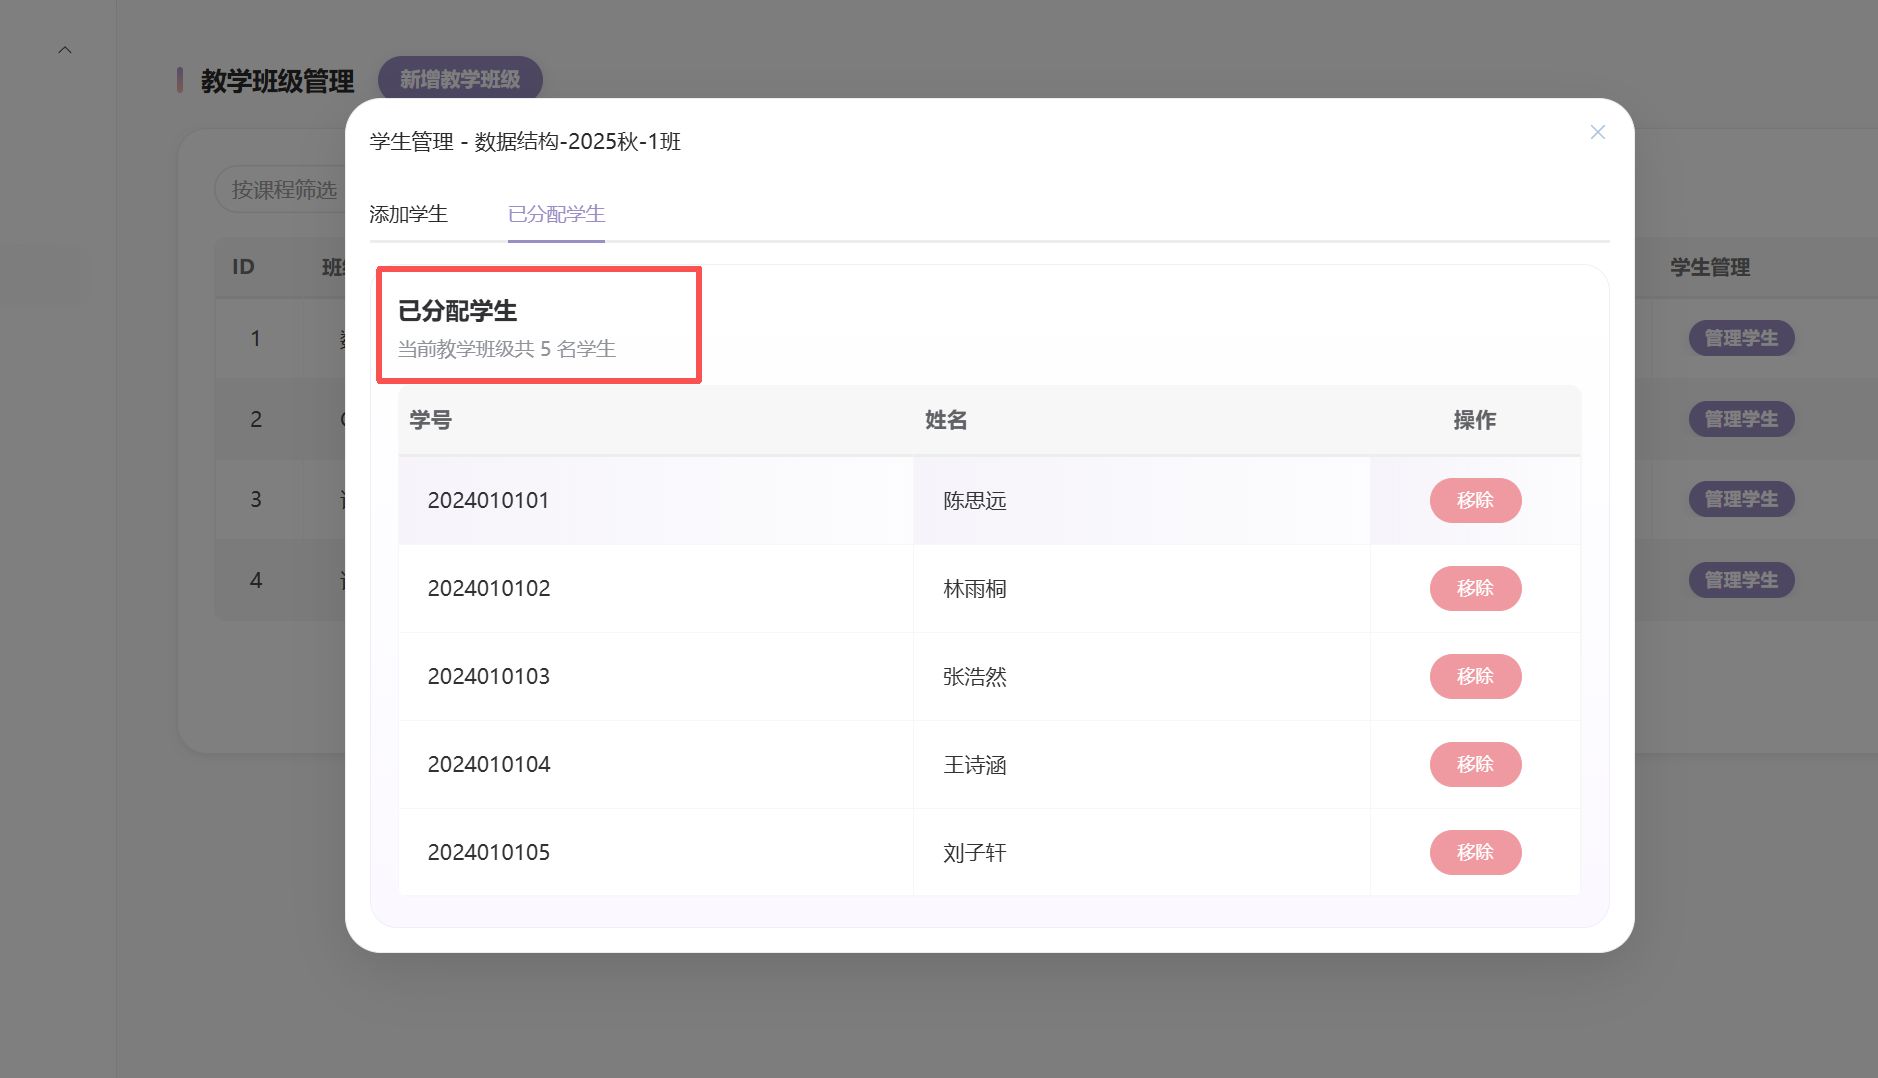 教学班级管理 新增教学班级
学生管理 - 数据结构-2025秋-1班
按课程筛选
添加学生 已分配学生
ID 学生管理
已分配学生
1 管理学生
当前教学班级共 5 名学生
学号 姓名 操作
2 管理学生
2024010101 陈思远 移除
3 管理学生
2024010102 林雨桐 移除
4 管理学生
2024010103 张浩然 移除
2024010104 王诗涵 移除
2024010105 刘子轩 移除